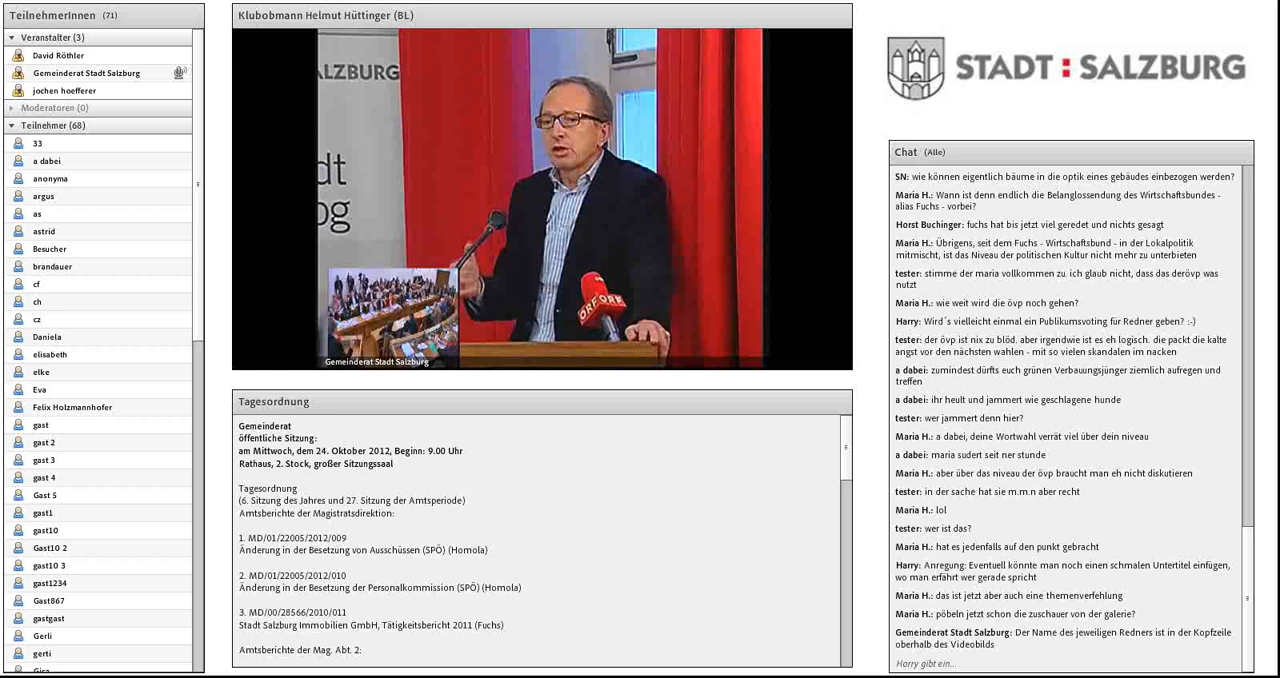 TeilnehmerInnen (71)
Veranstalter (3)
David Röthler
Gemeinderat Stadt Salzburg
jochen hoefferer
Moderatoren (0)
Teilnehmer (68)
33
a dabei
anonyma
argus
as
astrid
Besucher
brandauer
cf
ch
cz
Daniela
elisabeth
elke
Eva
Felix Holzmannhofer
gast
gast 2
gast 3
gast 4
Gast 5
gast1
gast10
Gast10 2
gast10 3
gast1234
Gast867
gastgast
Gerli
gerti
Gisa
Klubobmann Helmut Hüttinger (BL)
ALZBURG
dt
og
ORF
ORF
Gemeinderat Stadt Salzburg
Tagesordnung
Gemeinderat
öffentliche Sitzung:
am Mittwoch, dem 24. Oktober 2012, Beginn: 9.00 Uhr
Rathaus, 2. Stock, großer Sitzungssaal
Tagesordnung
(6. Sitzung des Jahres und 27. Sitzung der Amtsperiode)
Amtsberichte der Magistratsdirektion:
1. MD/01/22005/2012/009
Änderung in der Besetzung von Ausschüssen (SPÖ) (Homola)
2. MD/01/22005/2012/010
Änderung in der Besetzung der Personalkommission (SPÖ) (Homola)
3. MD/00/28566/2010/011
Stadt Salzburg Immobilien GmbH, Tätigkeitsbericht 2011 (Fuchs)
Amtsberichte der Mag. Abt. 2:
STADT : SALZBURG
Chat (Alle)
SN: wie können eigentlich bäume in die optik eines gebäudes einbezogen werden?
Maria H.: Wann ist denn endlich die Belanglossendung des Wirtschaftsbundes -
alias Fuchs - vorbei?
Horst Buchinger: fuchs hat bis jetzt viel geredet und nichts gesagt
Maria H.: Übrigens, seit dem Fuchs - Wirtschaftsbund - in der Lokalpolitik
mitmischt, ist das Niveau der politischen Kultur nicht mehr zu unterbieten
tester: stimme der maria vollkommen zu. ich glaub nicht, dass das derövp was
nutzt
Maria H.: wie weit wird die övp noch gehen?
Harry: Wird´s vielleicht einmal ein Publikumsvoting für Redner geben? :-)
tester: der övp ist nix zu blöd. aber irgendwie ist es eh logisch. die packt die kalte
angst vor den nächsten wahlen - mit so vielen skandalen im nacken
a dabei: zumindest dürfts euch grünen Verbauungsjünger ziemlich aufregen und
treffen
a dabei: ihr heult und jammert wie geschlagene hunde
tester: wer jammert denn hier?
Maria H.: a dabei, deine Wortwahl verrät viel über dein niveau
a dabei: maria sudert seit ner stunde
Maria H.: aber über das niveau der övp braucht man eh nicht diskutieren
tester: in der sache hat sie m.m.n aber recht
Maria H.: lol
tester: wer ist das?
Maria H.: hat es jedenfalls auf den punkt gebracht
Harry: Anregung: Eventuell könnte man noch einen schmalen Untertitel einfügen,
wo man erfährt wer gerade spricht
Maria H.: das ist jetzt aber auch eine themenverfehlung
Maria H.: pöbeln jetzt schon die zuschauer von der galerie?
Gemeinderat Stadt Salzburg: Der Name des jeweiligen Redners ist in der Kopfzeile
oberhalb des Videobilds
Harry gibt ein...